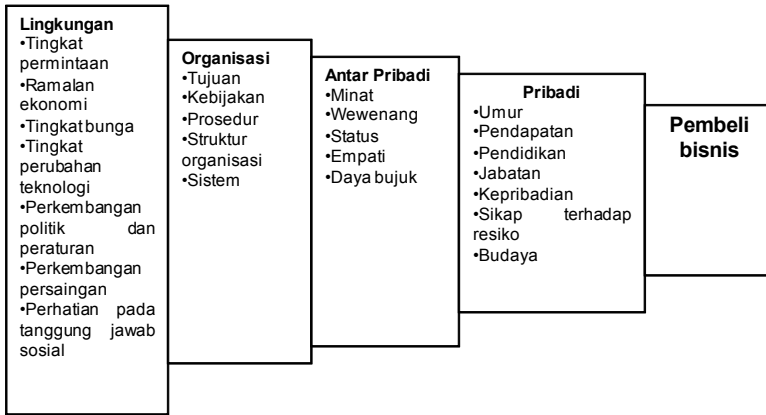 Lingkungan
•Tingkat
permintaan
•Ramalan
ekonomi
•Tingkat bunga
•Tingkat
perubahan
teknologi
•Perkembangan
politik dan
peraturan
•Perkembangan
persaingan
•Perhatian pada
tanggung jawab
sosial
Organisasi
•Tujuan
•Kebijakan
•Prosedur
•Struktur
organisasi
•Sistem
Antar Pribadi
•Minat
•Wewenang
•Status
•Empati
•Daya bujuk
Pribadi
•Umur
•Pendapatan
•Pendidikan
•Jabatan
•Kepribadian
•Sikap terhadap
resiko
•Budaya
Pembeli
bisnis